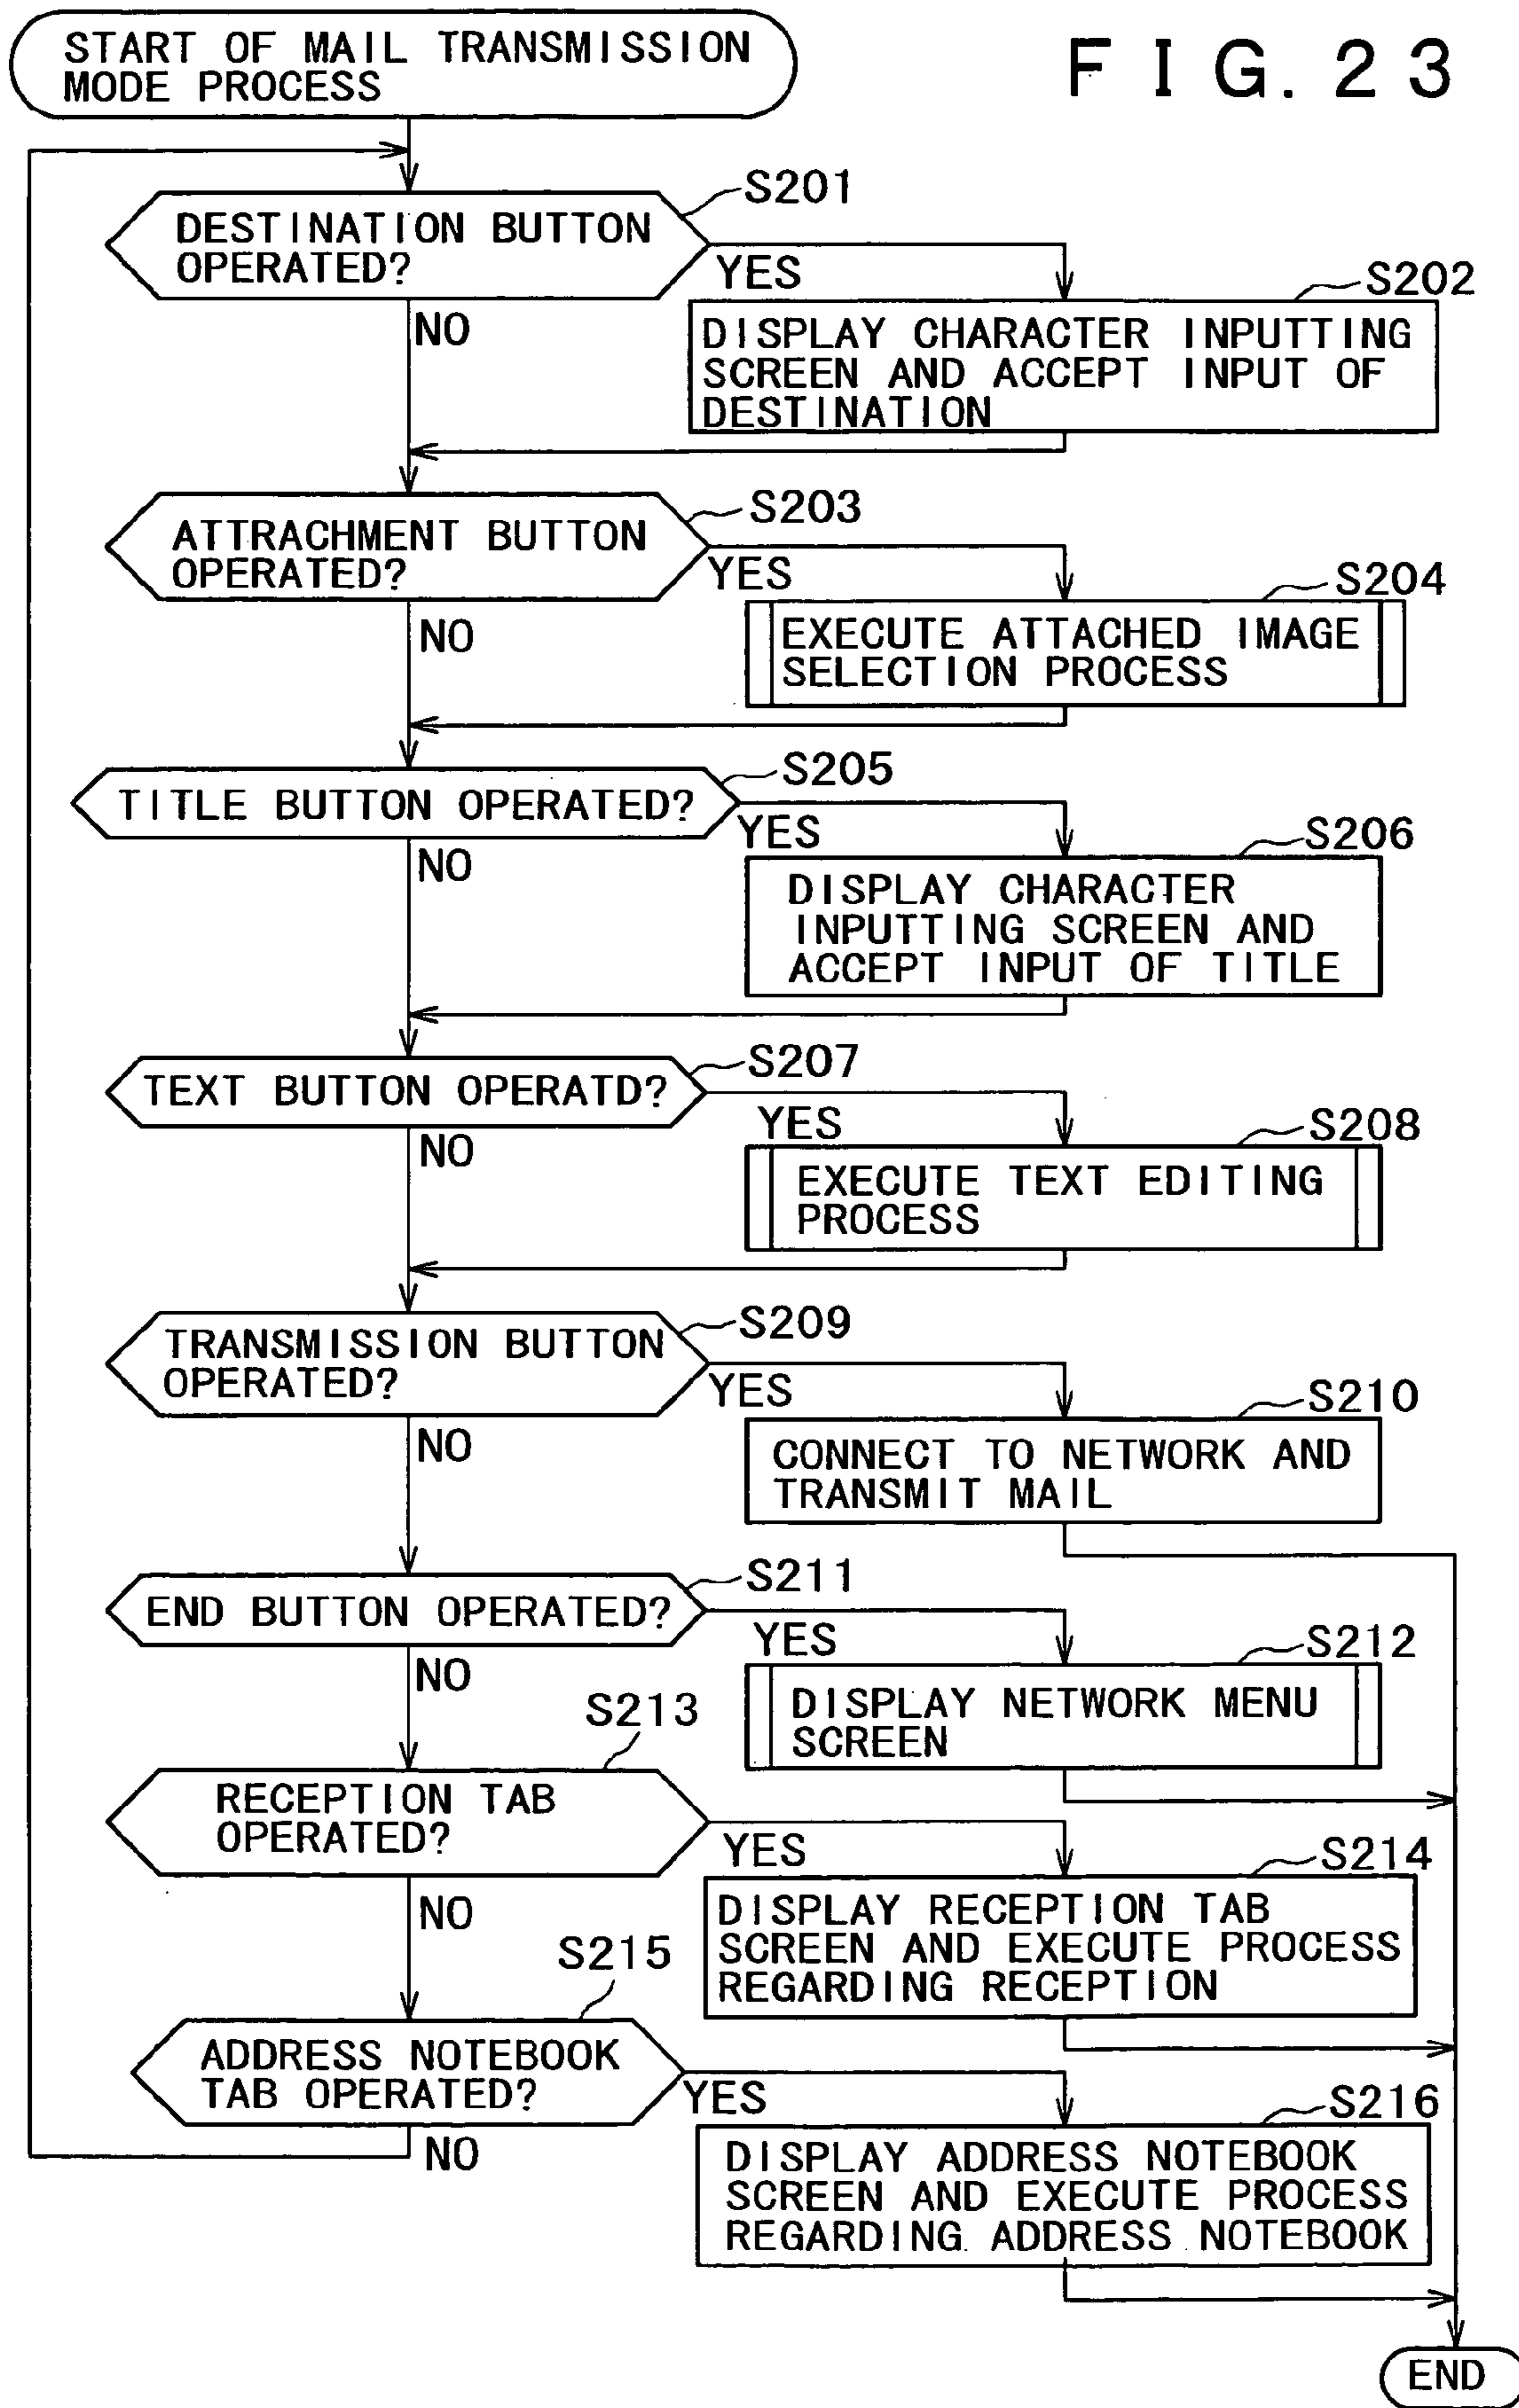 START OF MAIL TRANSMISSION
MODE PROCESS
FIG. 23
S201
DESTINATION BUTTON
OPERATED?
YES
NO
S202
DISPLAY CHARACTER INPUTTING
SCREEN AND ACCEPT INPUT OF
DESTINATION
S203
ATTRACHMENT BUTTON
OPERATED?
YES
NO
S204
EXECUTE ATTACHED IMAGE
SELECTION PROCESS
S205
TITLE BUTTON OPERATED?
YES
NO
S206
DISPLAY CHARACTER
INPUTTING SCREEN AND
ACCEPT INPUT OF TITLE
S207
TEXT BUTTON OPERATD?
YES
NO
S208
EXECUTE TEXT EDITING
PROCESS
S209
TRANSMISSION BUTTON
OPERATED?
YES
NO
S210
CONNECT TO NETWORK AND
TRANSMIT MAIL
S211
END BUTTON OPERATED?
YES
NO
S212
DISPLAY NETWORK MENU
SCREEN
S213
RECEPTION TAB
OPERATED?
YES
NO
S214
DISPLAY RECEPTION TAB
SCREEN AND EXECUTE PROCESS
REGARDING RECEPTION
S215
ADDRESS NOTEBOOK
TAB OPERATED?
YES
NO
S216
DISPLAY ADDRESS NOTEBOOK
SCREEN AND EXECUTE PROCESS
REGARDING ADDRESS NOTEBOOK
END